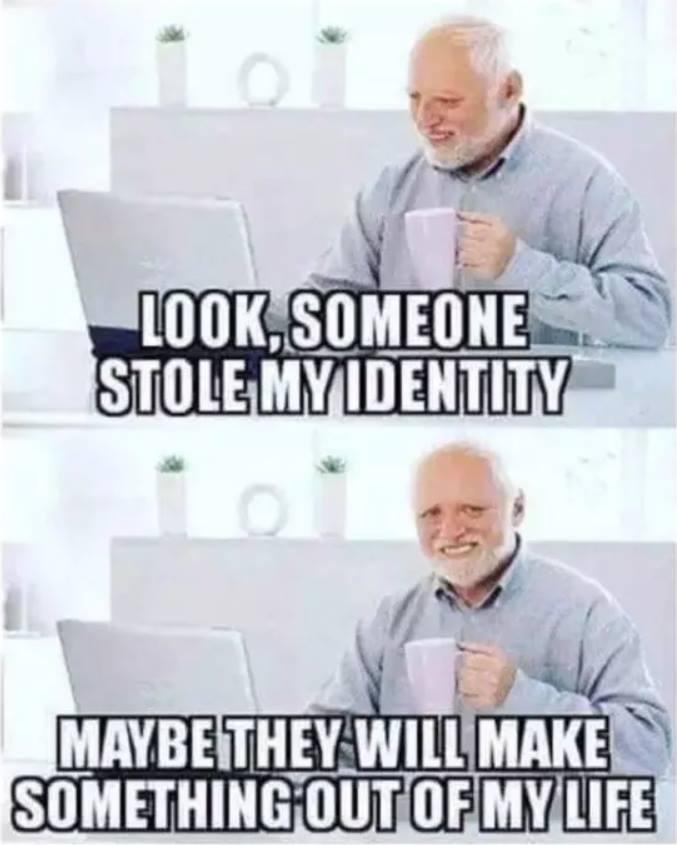 LOOK, SOMEONE
STOLE MY IDENTITY
MAYBE THEY WILL MAKE
SOMETHING OUT OF MY LIFE